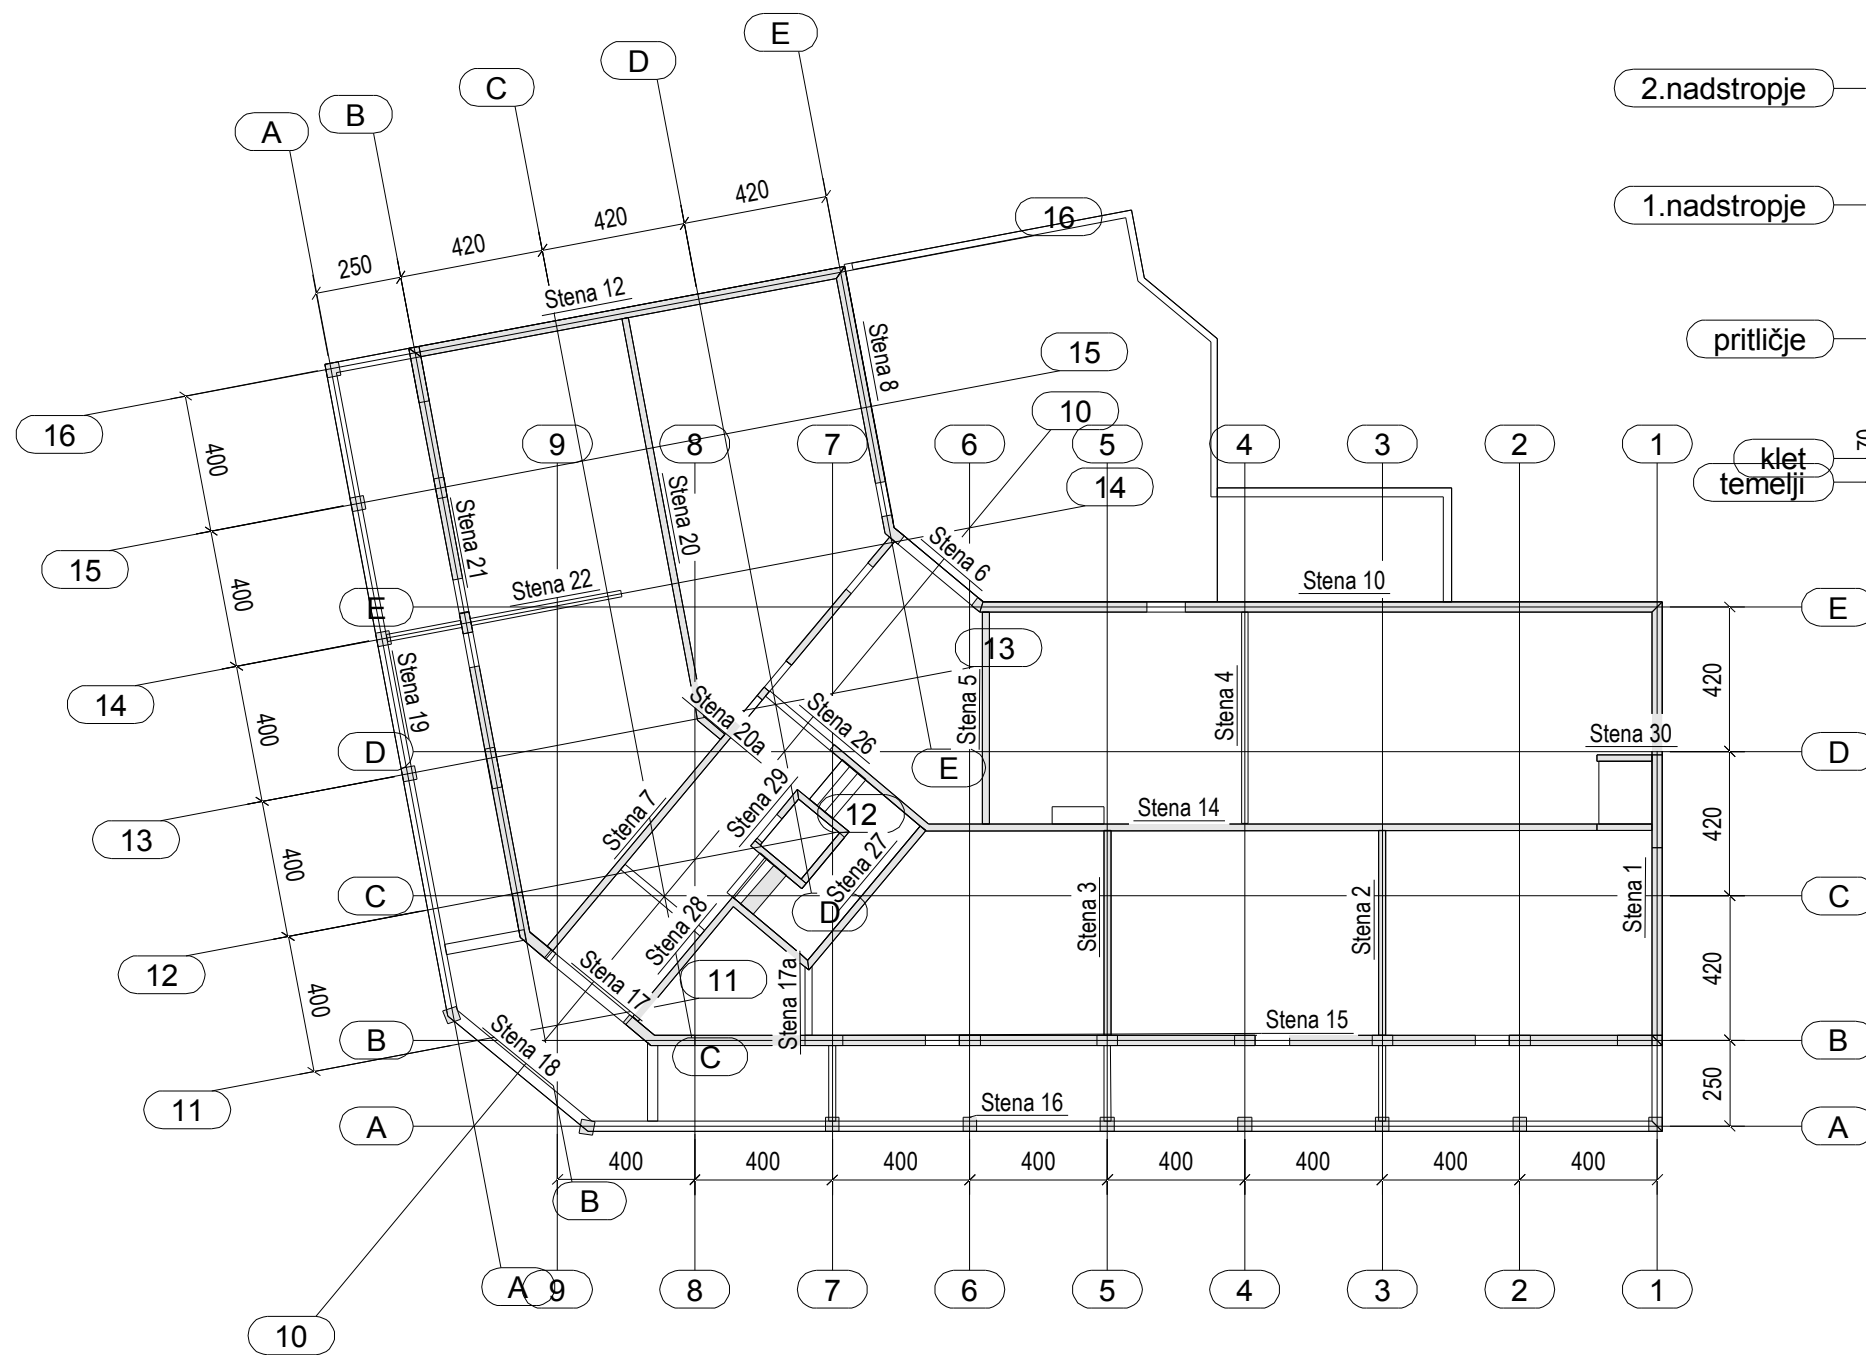 E
D
C
B
A
2.nadstropje
1.nadstropje
pritličje
klet
temelji
70
420
420
420
250
16
Stena 12
Stena 8
15
10
14
16
15
14
13
12
11
400
400
400
400
400
9
8
7
6
5
4
3
2
1
Stena 21
Stena 20
Stena 22
Stena 6
Stena 10
E
E
13
Stena 19
Stena 5
Stena 4
420
Stena 20a
Stena 26
Stena 30
D
D
E
Stena 29
12
Stena 14
Stena 7
Stena 27
420
C
C
D
Stena 3
Stena 2
Stena 1
Stena 28
11
Stena 17
Stena 17a
420
Stena 18
B
B
C
Stena 15
250
Stena 16
A
A
400
400
400
400
400
400
400
400
B
A
9
8
7
6
5
4
3
2
1
10